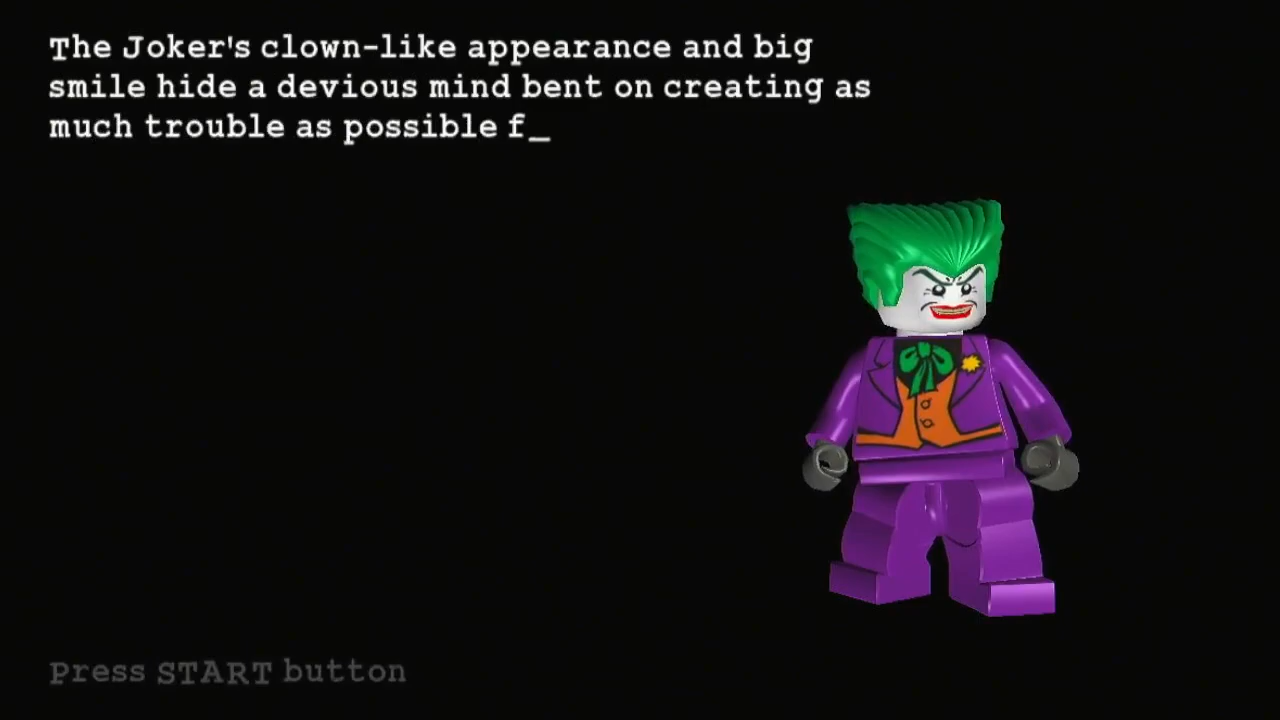 The Joker's clown-like appearance and big
smile hide a devious mind bent on creating as
much trouble as possible f_
Press START button